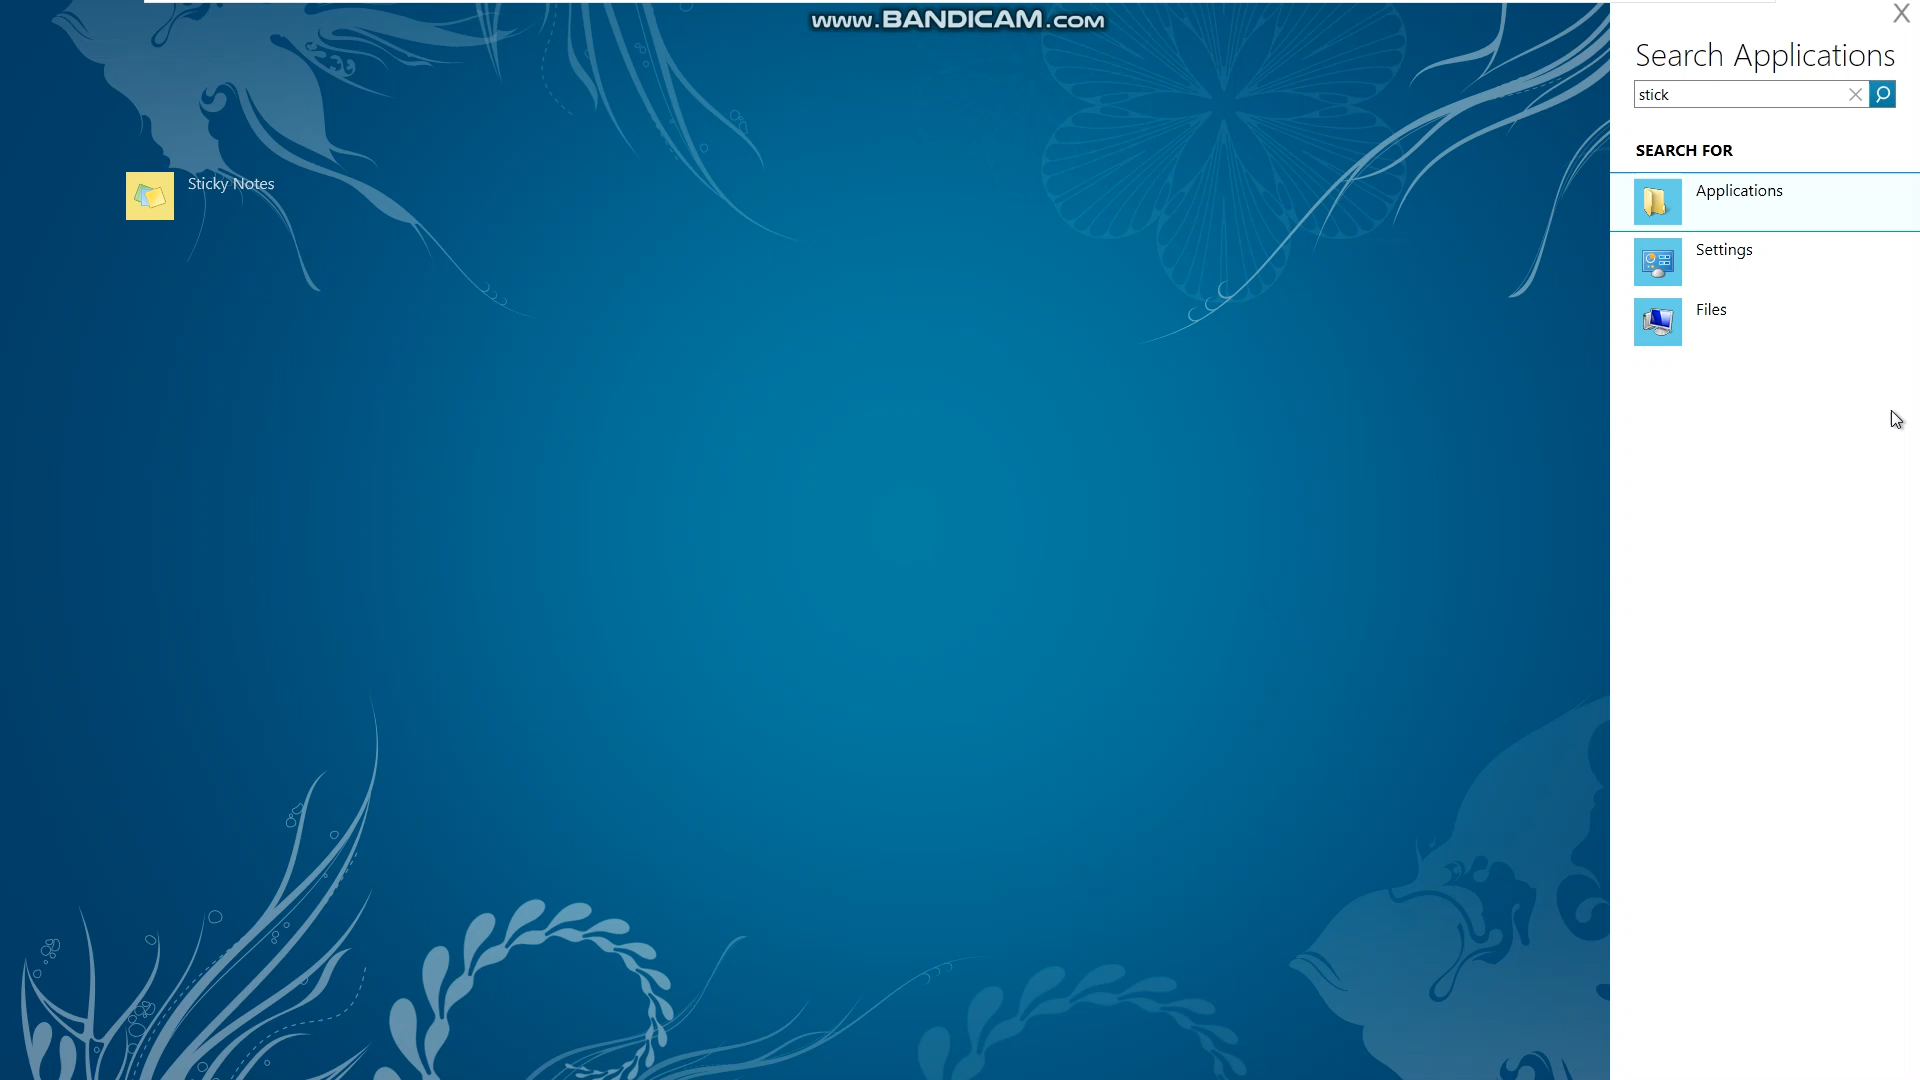 www.BANDICAM.com
Search Applications
stick
SEARCH FOR
Sticky Notes
Applications
Settings
Files